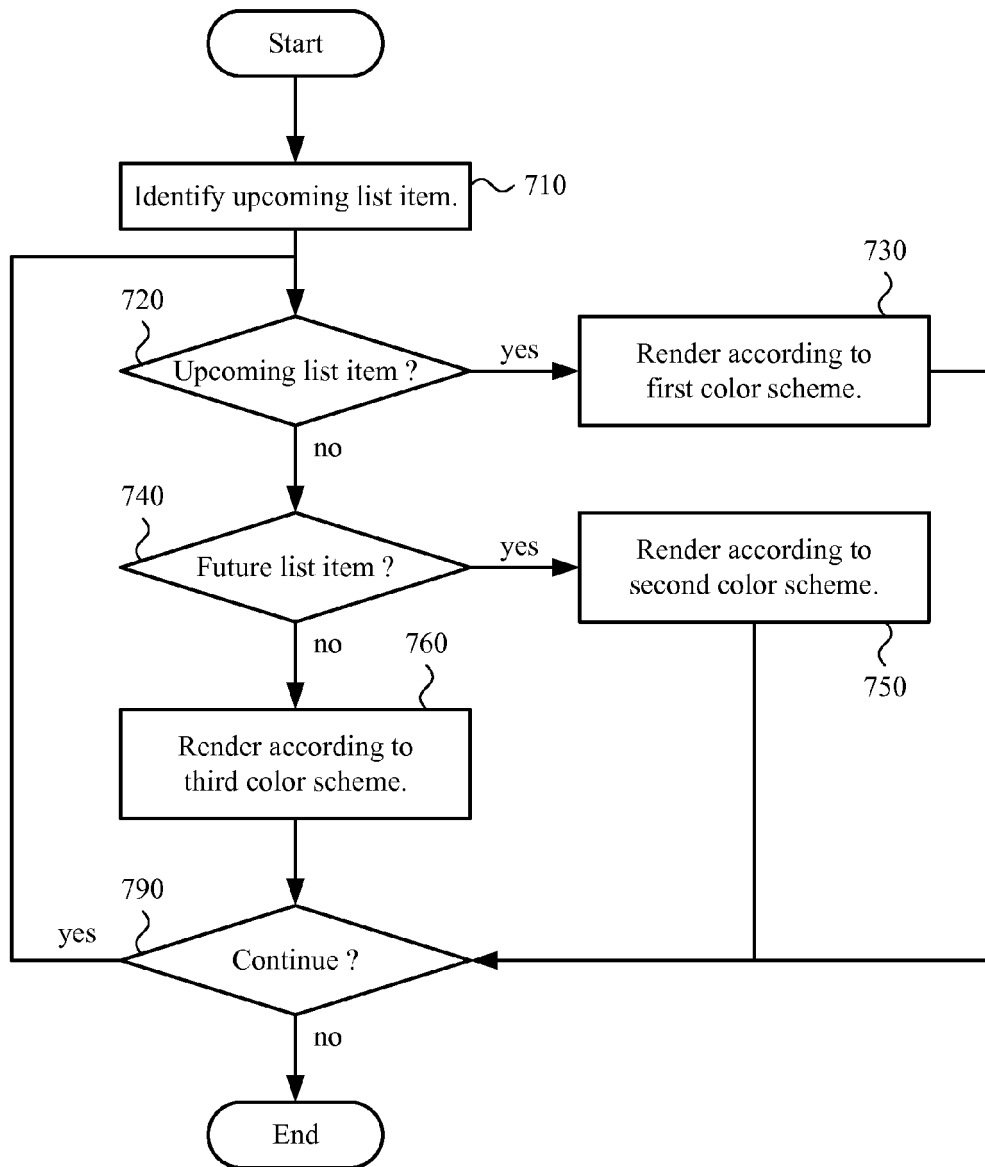 Start
Identify upcoming list item.
710
730
720
Upcoming list item ?
yes
Render according to
first color scheme.
no
740
Future list item ?
yes
Render according to
second color scheme.
no
760
750
Render according to
third color scheme.
790
yes
Continue ?
no
End